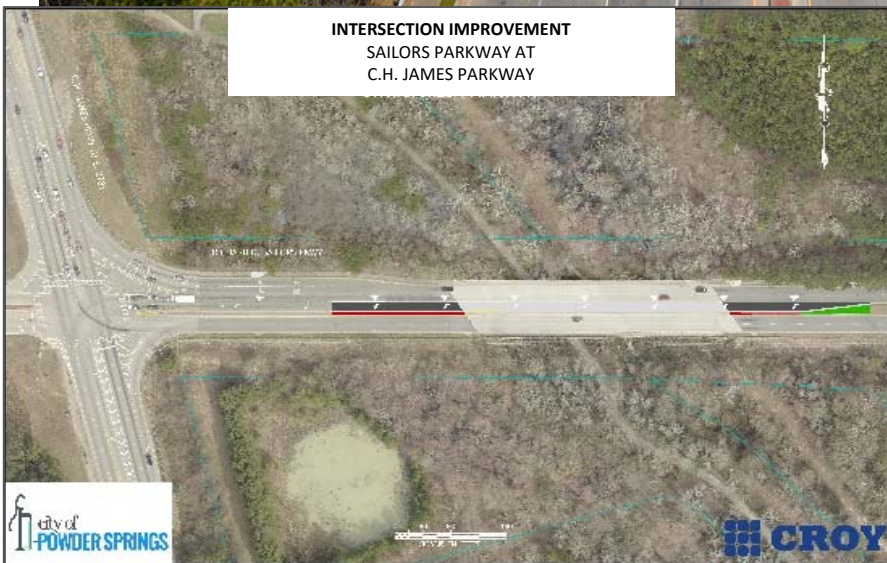 INTERSECTION IMPROVEMENT
SAILORS PARKWAY AT
C.H. JAMES PARKWAY
city of
POWDER SPRINGS
CROY